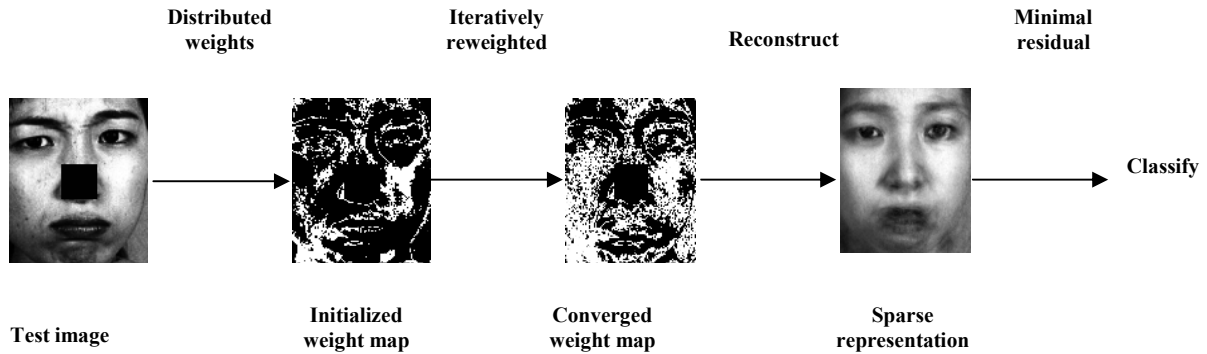 Distributed
weights
Iteratively
reweighted
Reconstruct
Minimal
residual
Classify
Test image
Initialized
weight map
Converged
weight map
Sparse
representation